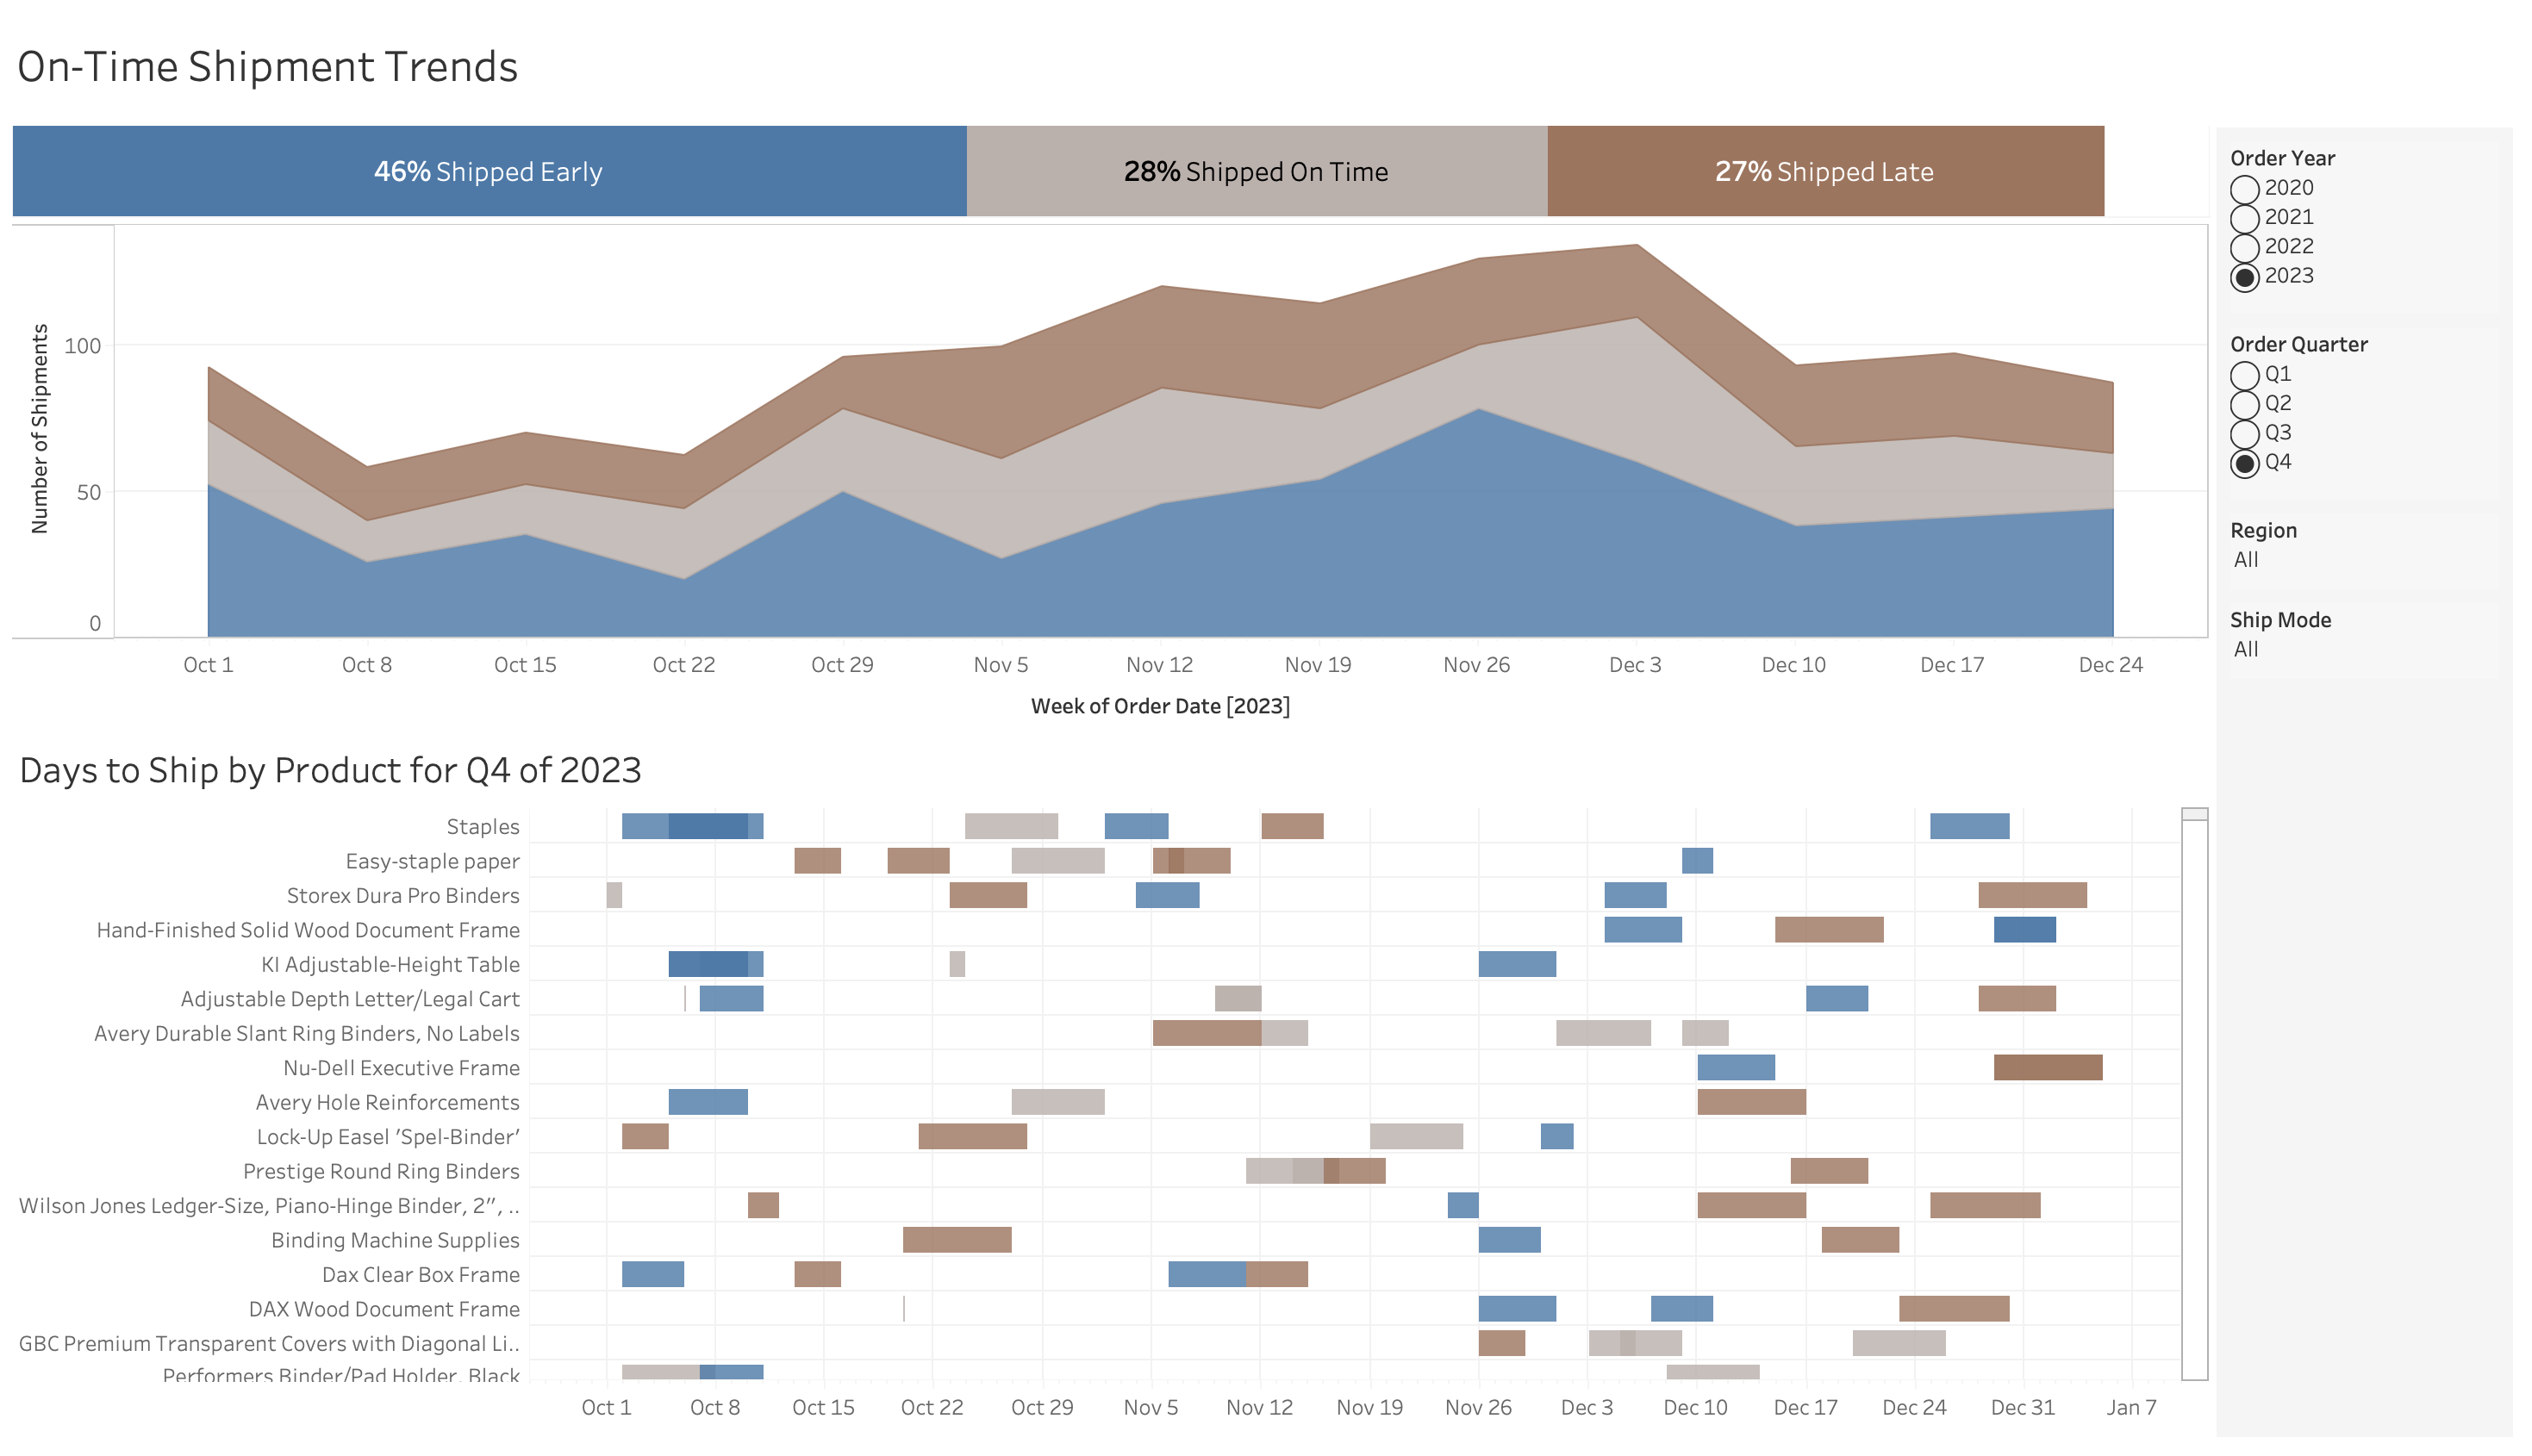 On-Time Shipment Trends
46% Shipped Early
28% Shipped On Time
27% Shipped Late
Number of Shipments
100
50
0
Oct 1 Oct 8 Oct 15 Oct 22 Oct 29 Nov 5 Nov 12 Nov 19 Nov 26 Dec 3 Dec 10 Dec 17 Dec 24
Week of Order Date [2023]
Order Year
2020
2021
2022
2023
Order Quarter
Q1
Q2
Q3
Q4
Region
All
Ship Mode
All
Days to Ship by Product for Q4 of 2023
Staples
Easy-staple paper
Storex Dura Pro Binders
Hand-Finished Solid Wood Document Frame
KI Adjustable-Height Table
Adjustable Depth Letter/Legal Cart
Avery Durable Slant Ring Binders, No Labels
Nu-Dell Executive Frame
Avery Hole Reinforcements
Lock-Up Easel ’Spel-Binder’
Prestige Round Ring Binders
Wilson Jones Ledger-Size, Piano-Hinge Binder, 2”, ..
Binding Machine Supplies
Dax Clear Box Frame
DAX Wood Document Frame
GBC Premium Transparent Covers with Diagonal Li..
Performers Binder/Pad Holder, Black
Oct 1 Oct 8 Oct 15 Oct 22 Oct 29 Nov 5 Nov 12 Nov 19 Nov 26 Dec 3 Dec 10 Dec 17 Dec 24 Dec 31 Jan 7